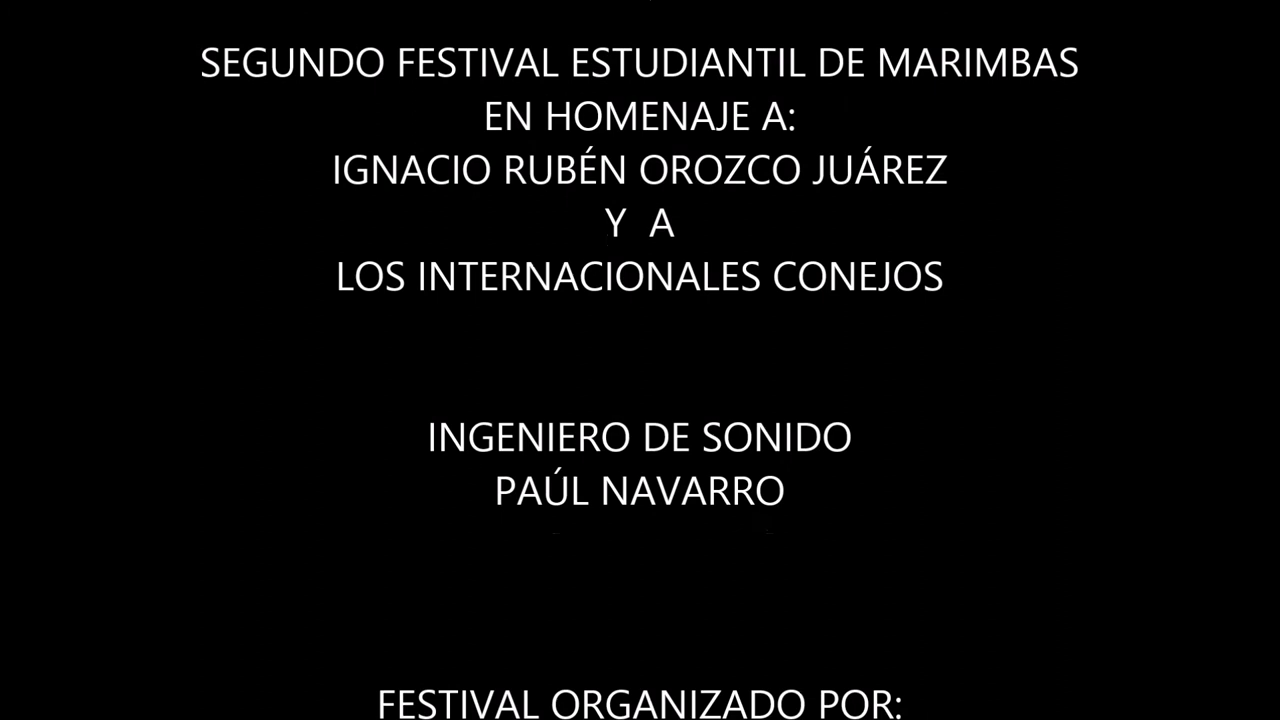 SEGUNDO FESTIVAL ESTUDIANTIL DE MARIMBAS
EN HOMENAJE A:
IGNACIO RUBÉN OROZCO JUÁREZ
Y A
LOS INTERNACIONALES CONEJOS
INGENIERO DE SONIDO
PAÚL NAVARRO
FESTIVAL ORGANIZADO POR: